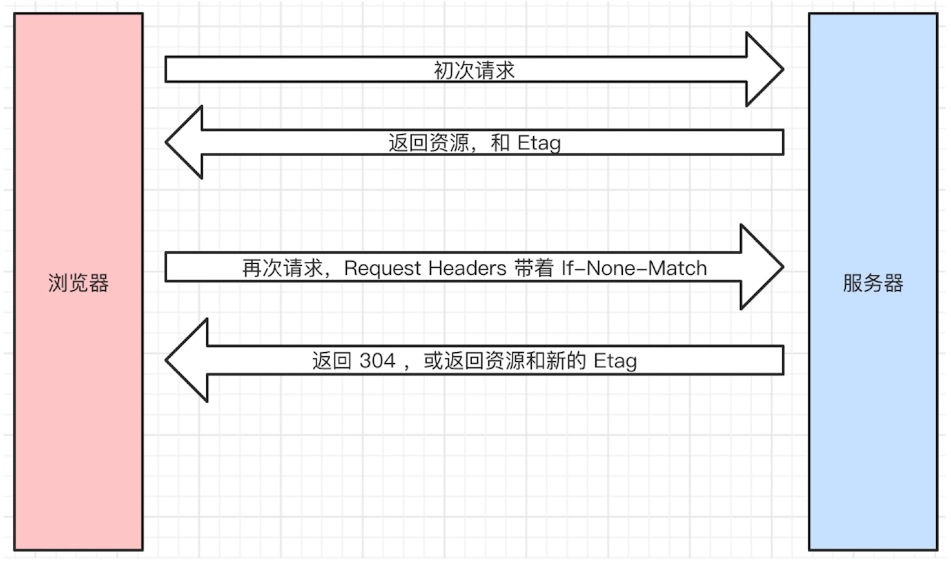 初次请求
返回资源，和 Etag
再次请求，Request Headers 带着 If-None-Match
浏览器
服务器
返回 304 ，或返回资源和新的 Etag